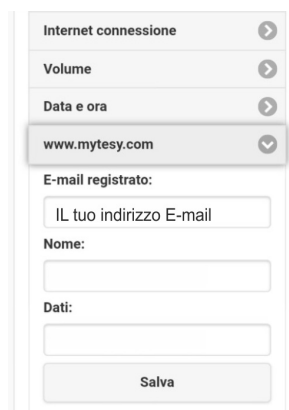 Internet connessione
Volume
Data e ora
www.mytesy.com
E-mail registrato:
IL tuo indirizzo E-mail
Nome:
Dati:
Salva